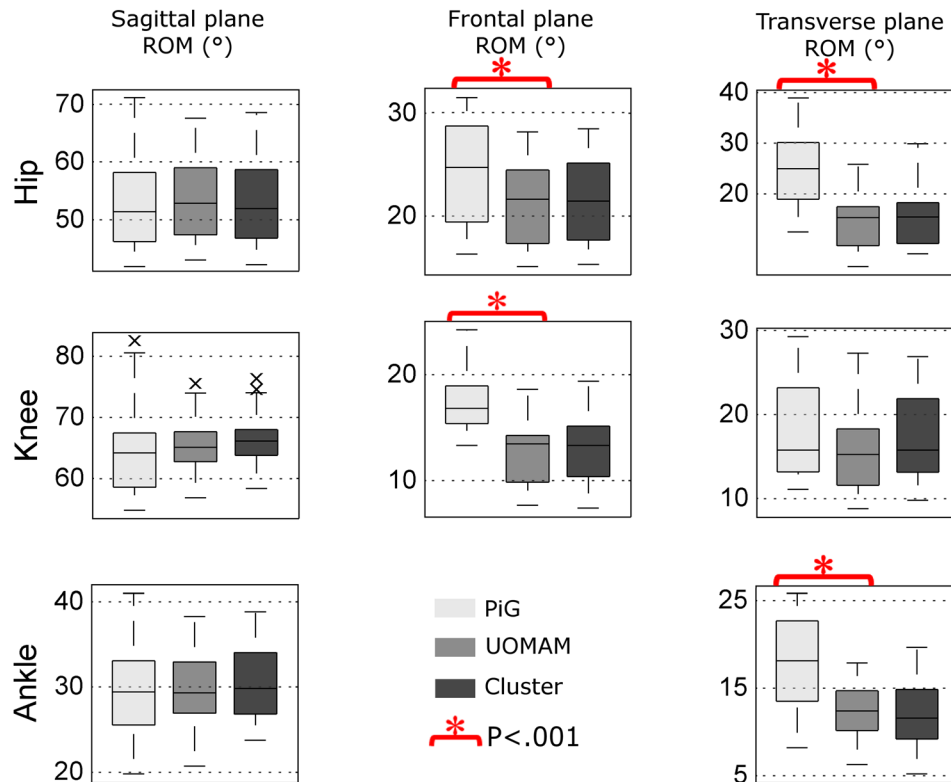 Sagittal plane
ROM (°)
Frontal plane
ROM (°)
Transverse plane
ROM (°)
*
*
Hip
70
60
50
30
20
40
30
20
*
Knee
80
70
60
20
10
30
20
10
*
Ankle
40
30
20
25
15
5
PiG
UOMAM
Cluster
* P<.001